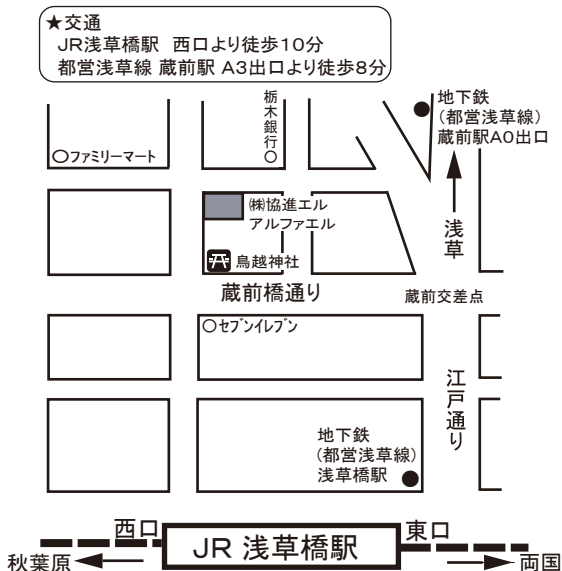 ★交通
JR浅草橋駅 西口より徒歩10分
都営浅草線 蔵前駅 A3出口より徒歩8分
栃木銀行
地下鉄
(都営浅草線)
蔵前駅A0出口
ファミリーマート
㈱協進エル
アルファエル
浅草
鳥越神社
蔵前橋通り
蔵前交差点
セブンイレブン
江戸通り
地下鉄
(都営浅草線)
浅草橋駅
西口
JR 浅草橋駅
東口
秋葉原
両国